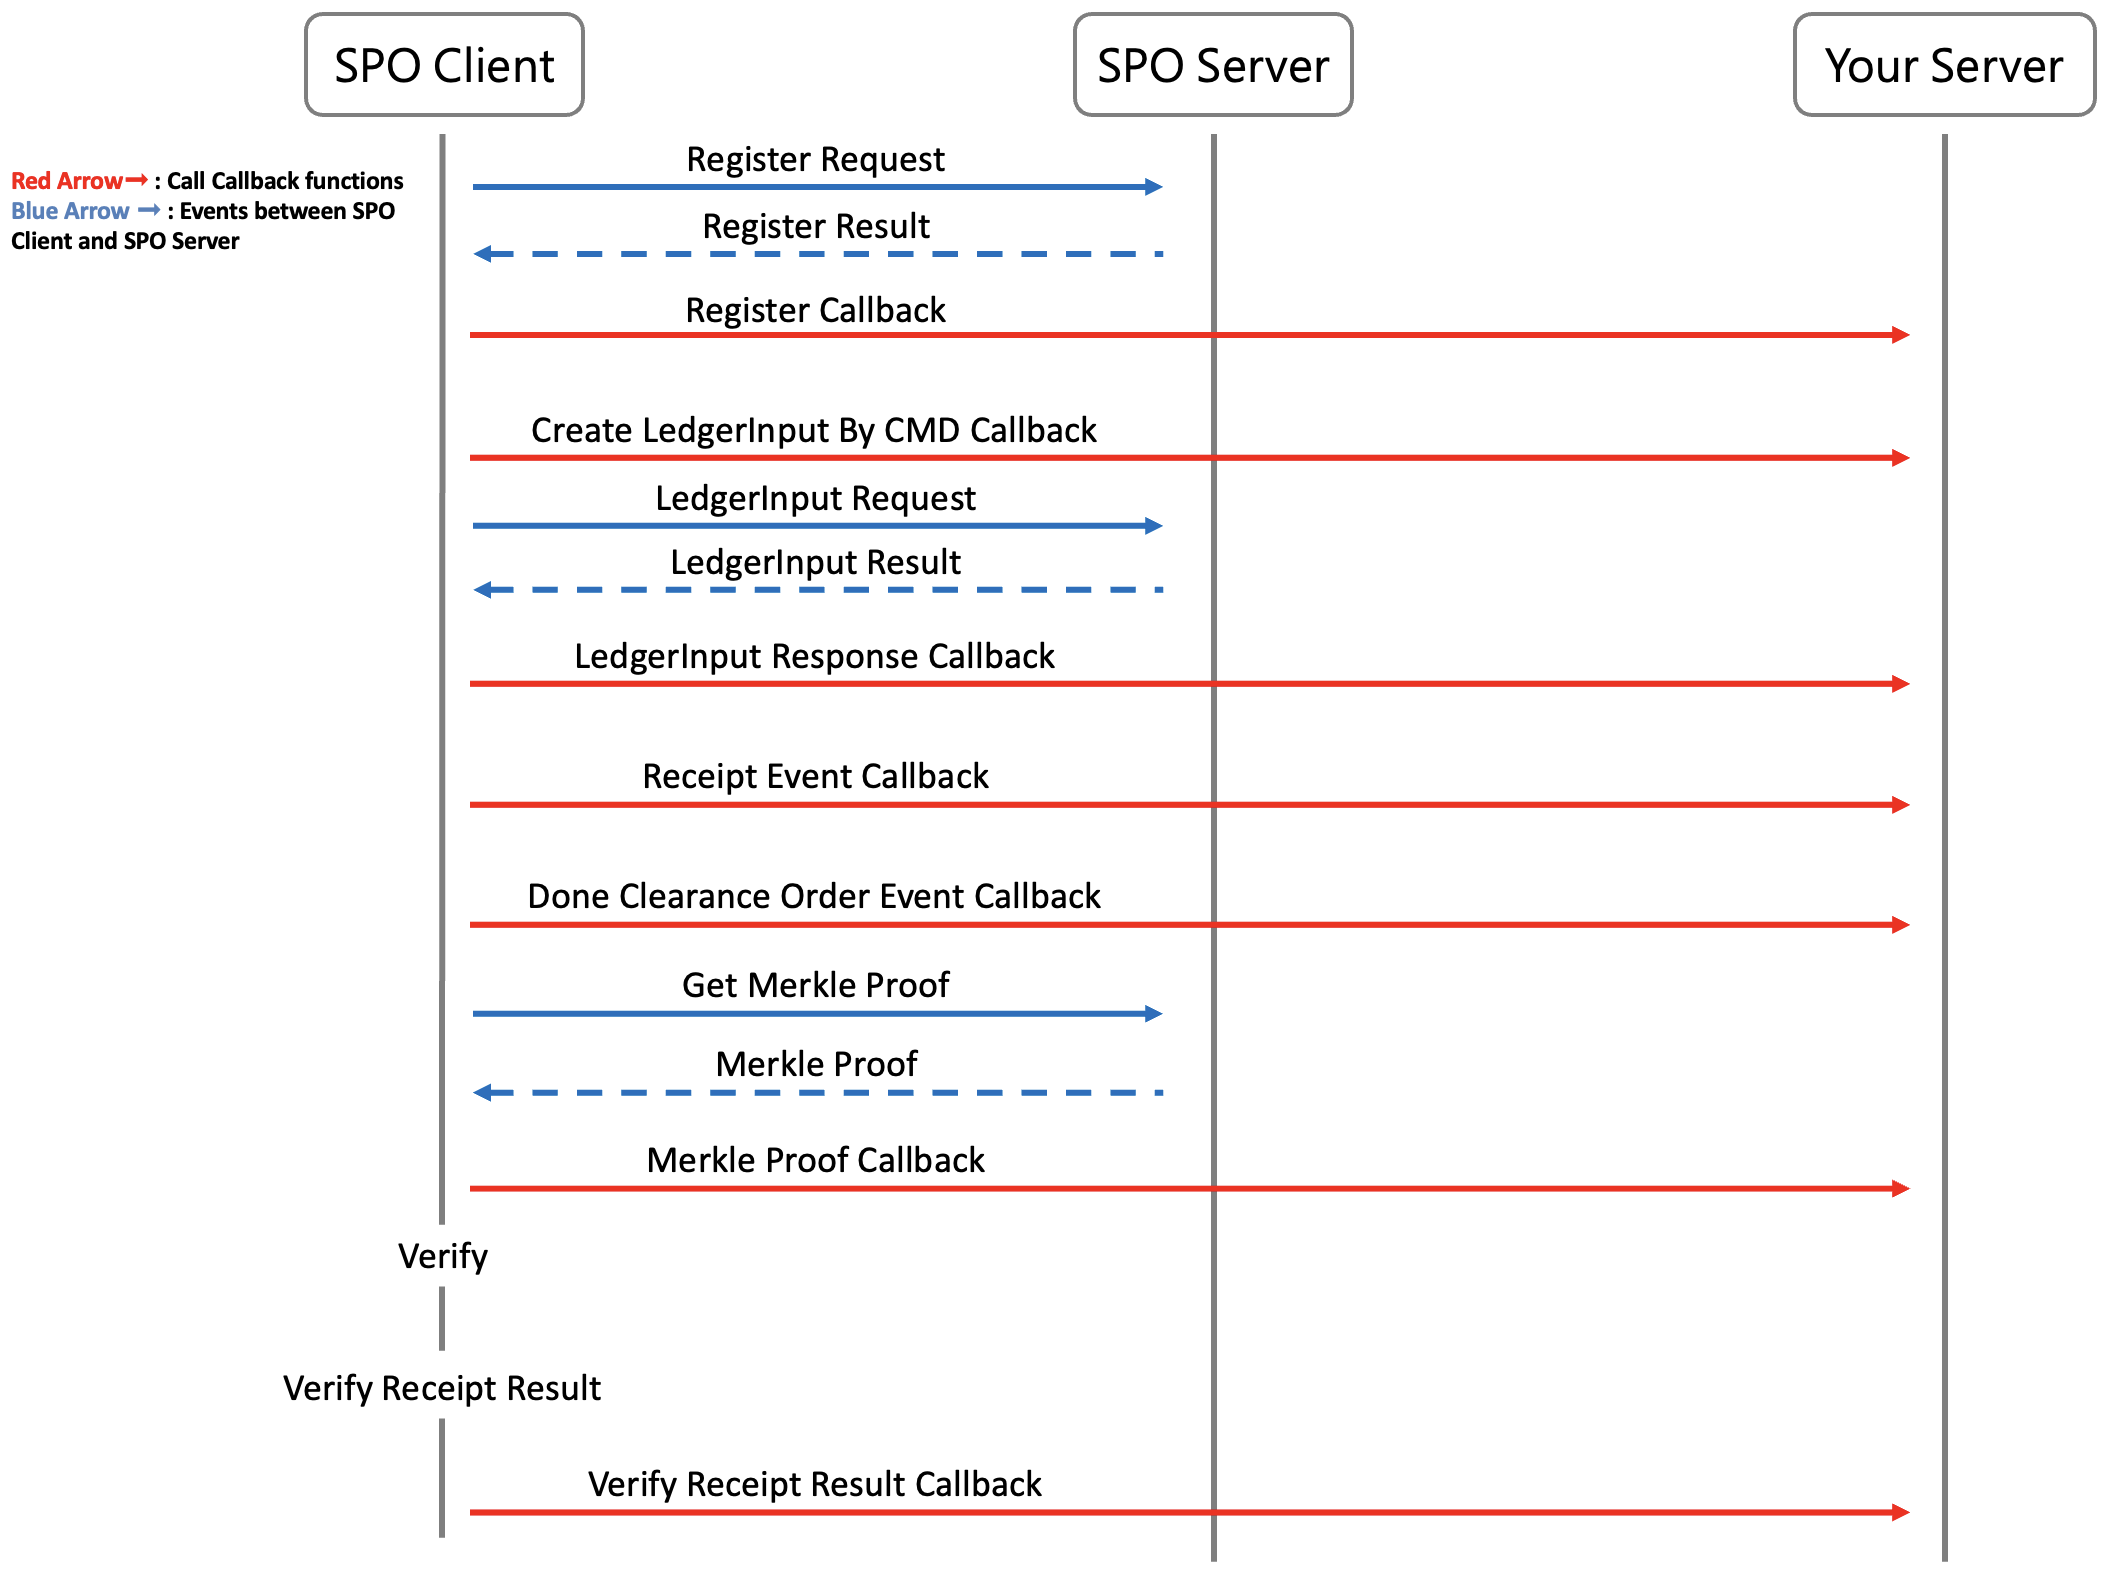 SPO Client
SPO Server
Your Server
Red Arrow→ : Call Callback functions
Blue Arrow → : Events between SPO
Client and SPO Server
Register Request
Register Result
Register Callback
Create LedgerInput By CMD Callback
LedgerInput Request
LedgerInput Result
LedgerInput Response Callback
Receipt Event Callback
Done Clearance Order Event Callback
Get Merkle Proof
Merkle Proof
Merkle Proof Callback
Verify
Verify Receipt Result
Verify Receipt Result Callback